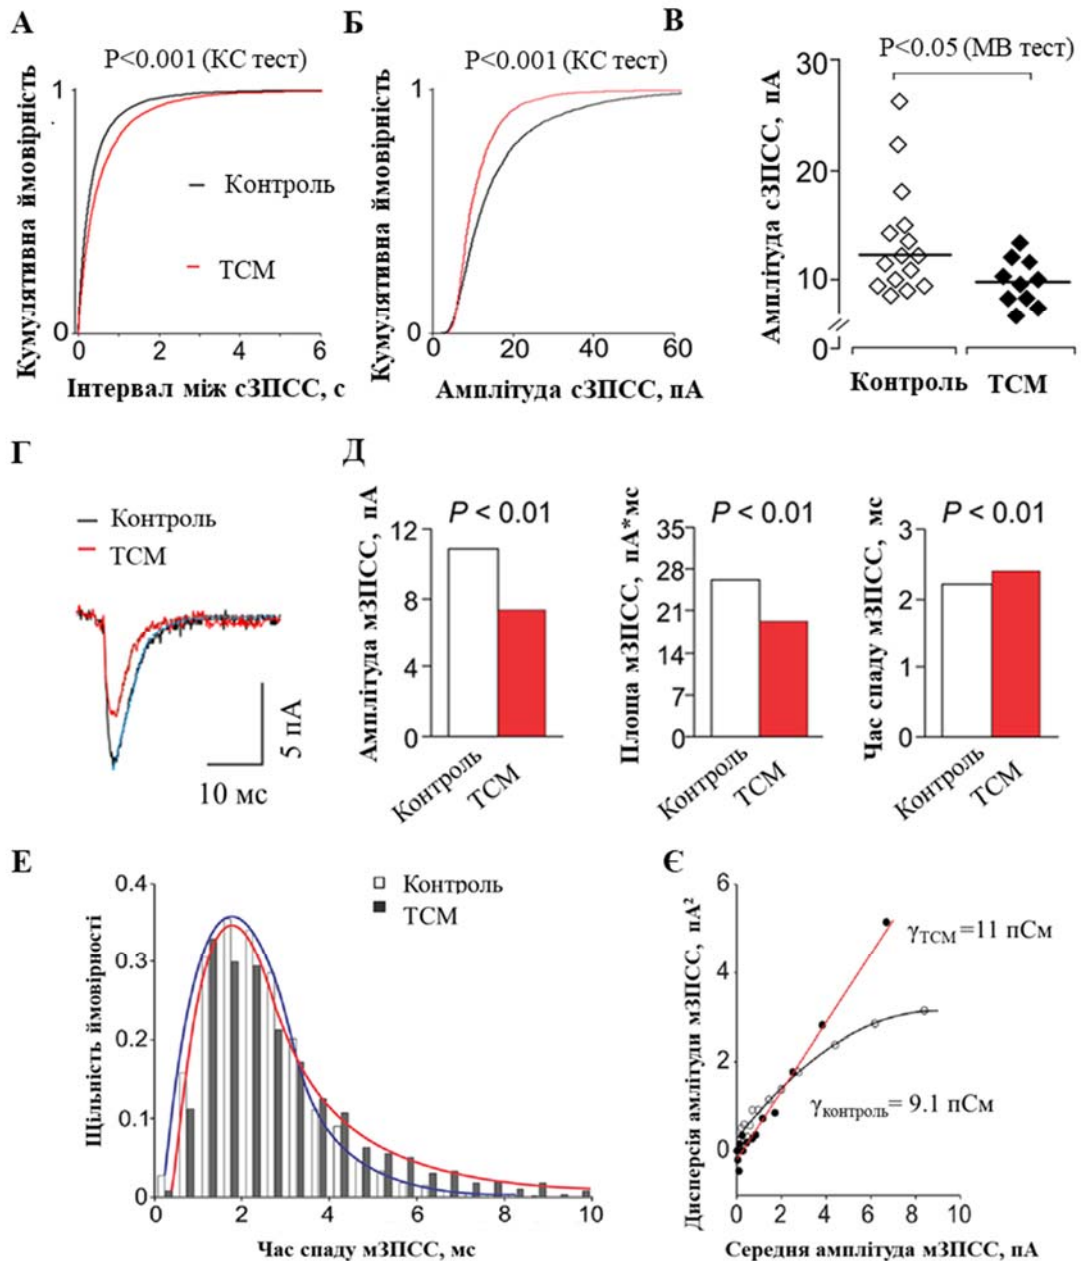 А
P<0.001 (КС тест)
Кумулятивна ймовірність
1
0
Контроль
ТСМ
0 2 4 6
Інтервал між сЗПСС, с
Б
P<0.001 (КС тест)
Кумулятивна ймовірність
1
0
0 20 40 60
Амплітуда сЗПСС, пА
В
P<0.05 (МВ тест)
Амплітуда сЗПСС, пА
30
20
10
0
Контроль ТСМ
Г
Контроль
ТСМ
5 пА
10 мс
Д
Амплітуда мЗПСС, пА
P < 0.01
12
8
4
0
Контроль
ТСМ
Площа мЗПСС, пА*мс
P < 0.01
35
28
21
14
7
0
Контроль
ТСМ
Час спаду мЗПСС, мс
P < 0.01
3
2
1
0
Контроль
ТСМ
Е
Щільність ймовірності
0.4
0.3
0.2
0.1
0
Контроль
ТСМ
0 2 4 6 8 10
Час спаду мЗПСС, мс
Є
Дисперсія амлітуди мЗПСС, пА²
6
4
2
0
γТСМ=11 пСм
γконтроль= 9.1 пСм
0 2 4 6 8 10
Середня амплітуда мЗПСС, пА